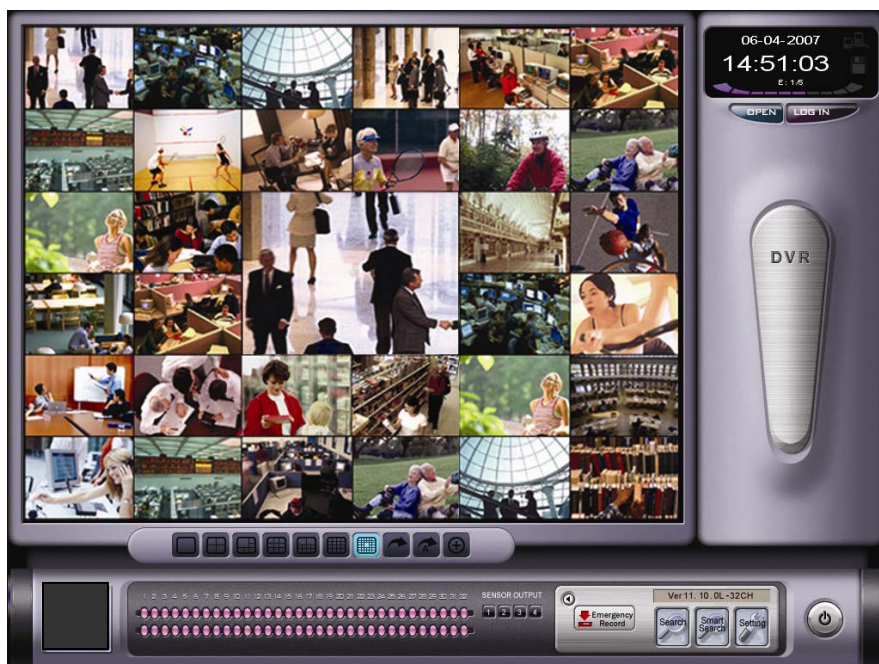 06-04-2007
14:51:03
E: 1/5
OPEN LOG IN
DVR
1 2 3 4 5 6 7 8 9 10 11 12 13 14 15 16 17 18 19 20 21 22 23 24 25 26 27 28 29 30 31 32
SENSOR OUTPUT
1 2 3 4
Emergency
Record
Ver 11. 10 .0L -32CH
Search
Smart
Search
Setting